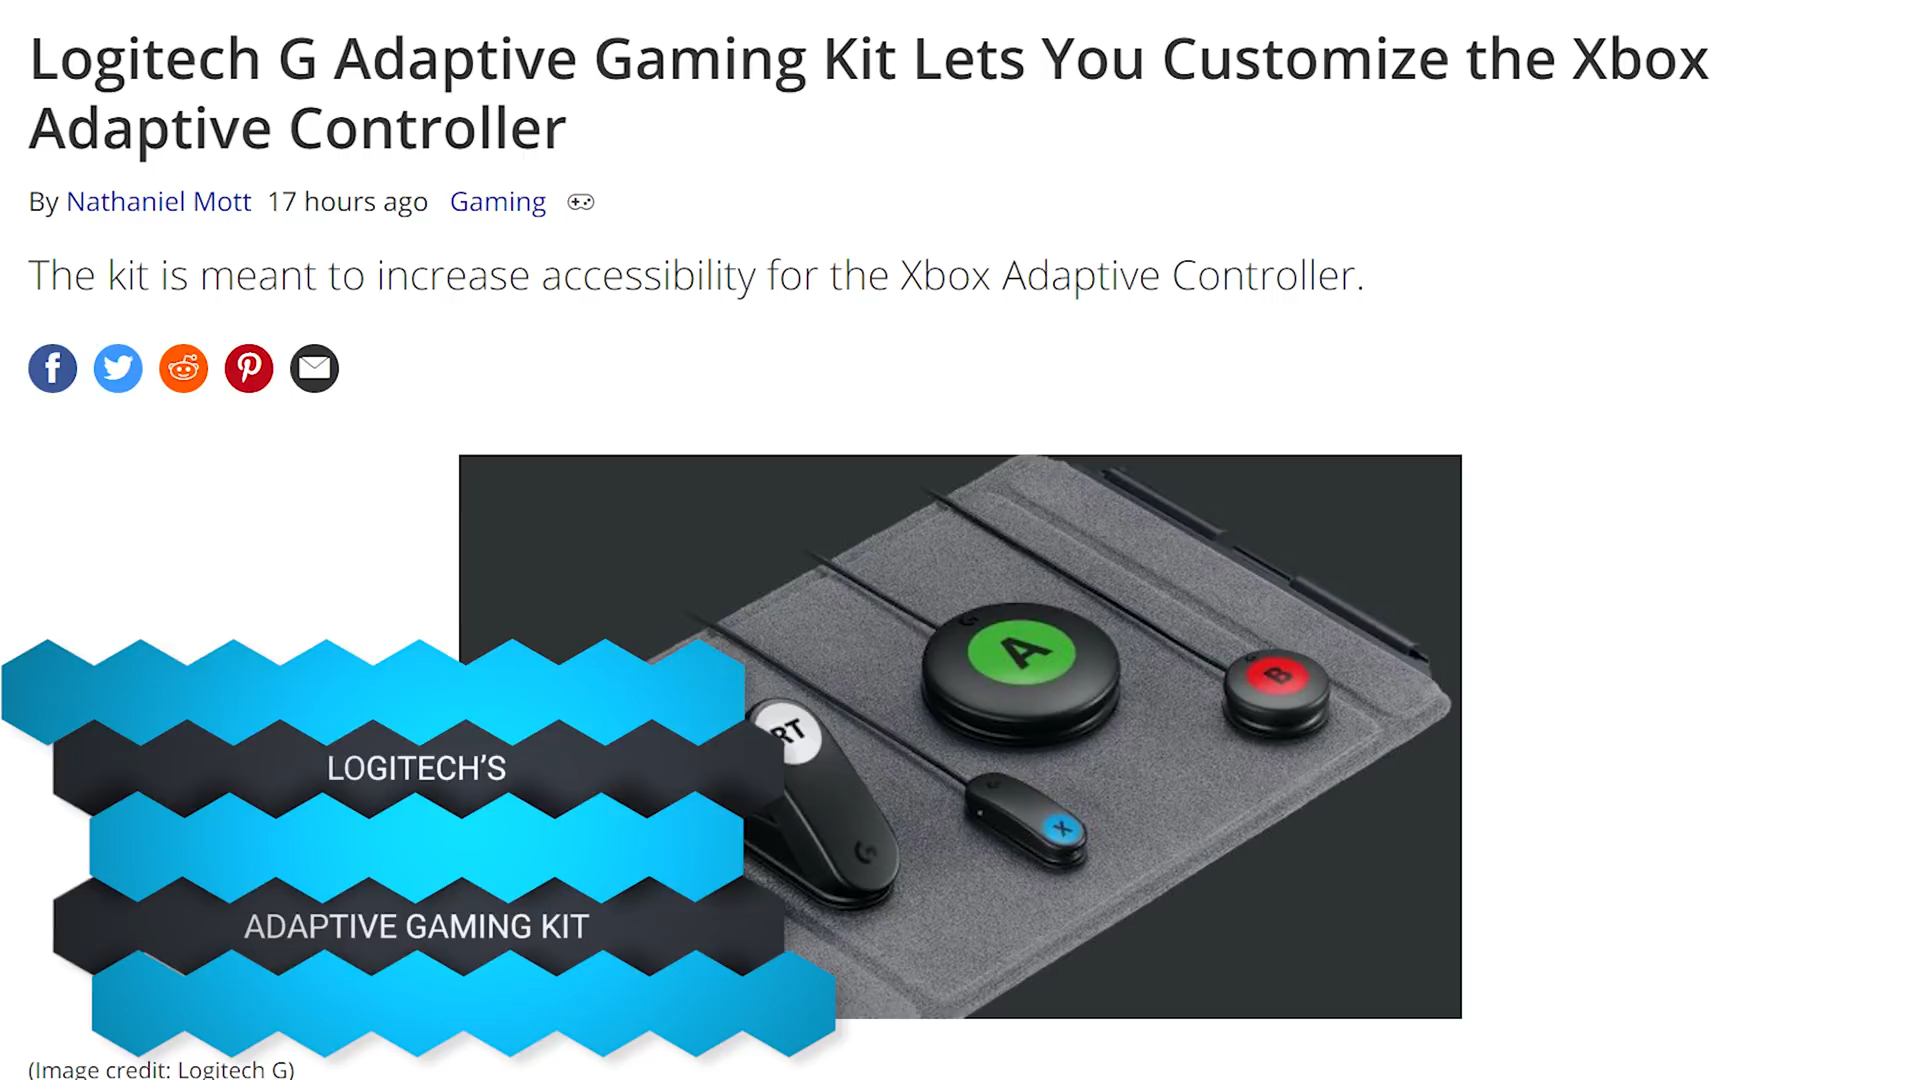 Logitech G Adaptive Gaming Kit Lets You Customize the Xbox
Adaptive Controller
By Nathaniel Mott 17 hours ago Gaming
The kit is meant to increase accessibility for the Xbox Adaptive Controller.
A
B
RT
X
LOGITECH’S
ADAPTIVE GAMING KIT
(Image credit: Logitech G)